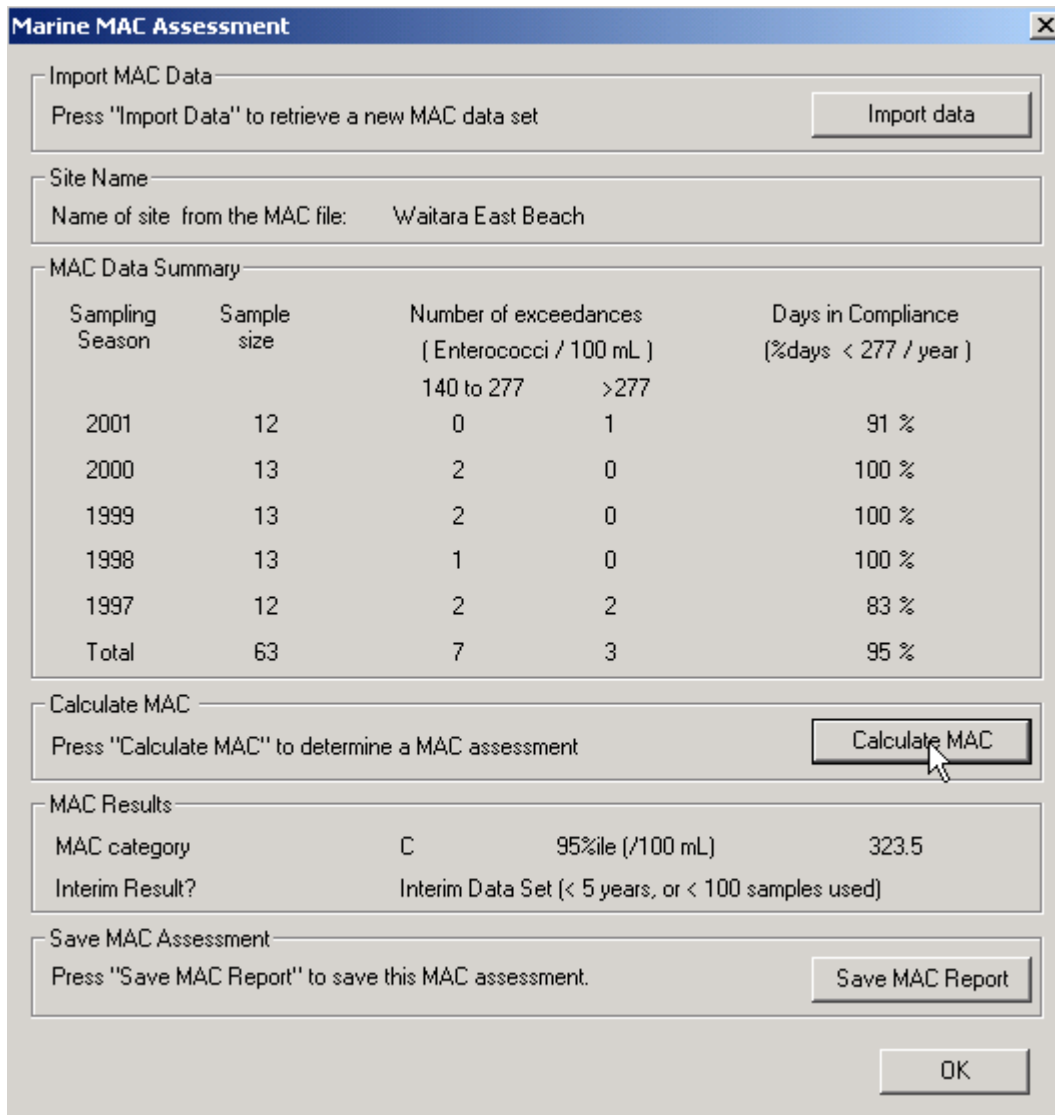 Marine MAC Assessment
Import MAC Data
Press "Import Data" to retrieve a new MAC data set
Import data
Site Name
Name of site from the MAC file: Waitara East Beach
MAC Data Summary
Sampling Season Sample size Number of exceedances Days in Compliance
( Enterococci / 100 mL ) (%days < 277 / year )
140 to 277 >277
2001 12 0 1 91 %
2000 13 2 0 100 %
1999 13 2 0 100 %
1998 13 1 0 100 %
1997 12 2 2 83 %
Total 63 7 3 95 %
Calculate MAC
Press "Calculate MAC" to determine a MAC assessment
Calculate MAC
MAC Results
MAC category C 95%ile (/100 mL) 323.5
Interim Result? Interim Data Set (< 5 years, or < 100 samples used)
Save MAC Assessment
Press "Save MAC Report" to save this MAC assessment.
Save MAC Report
OK